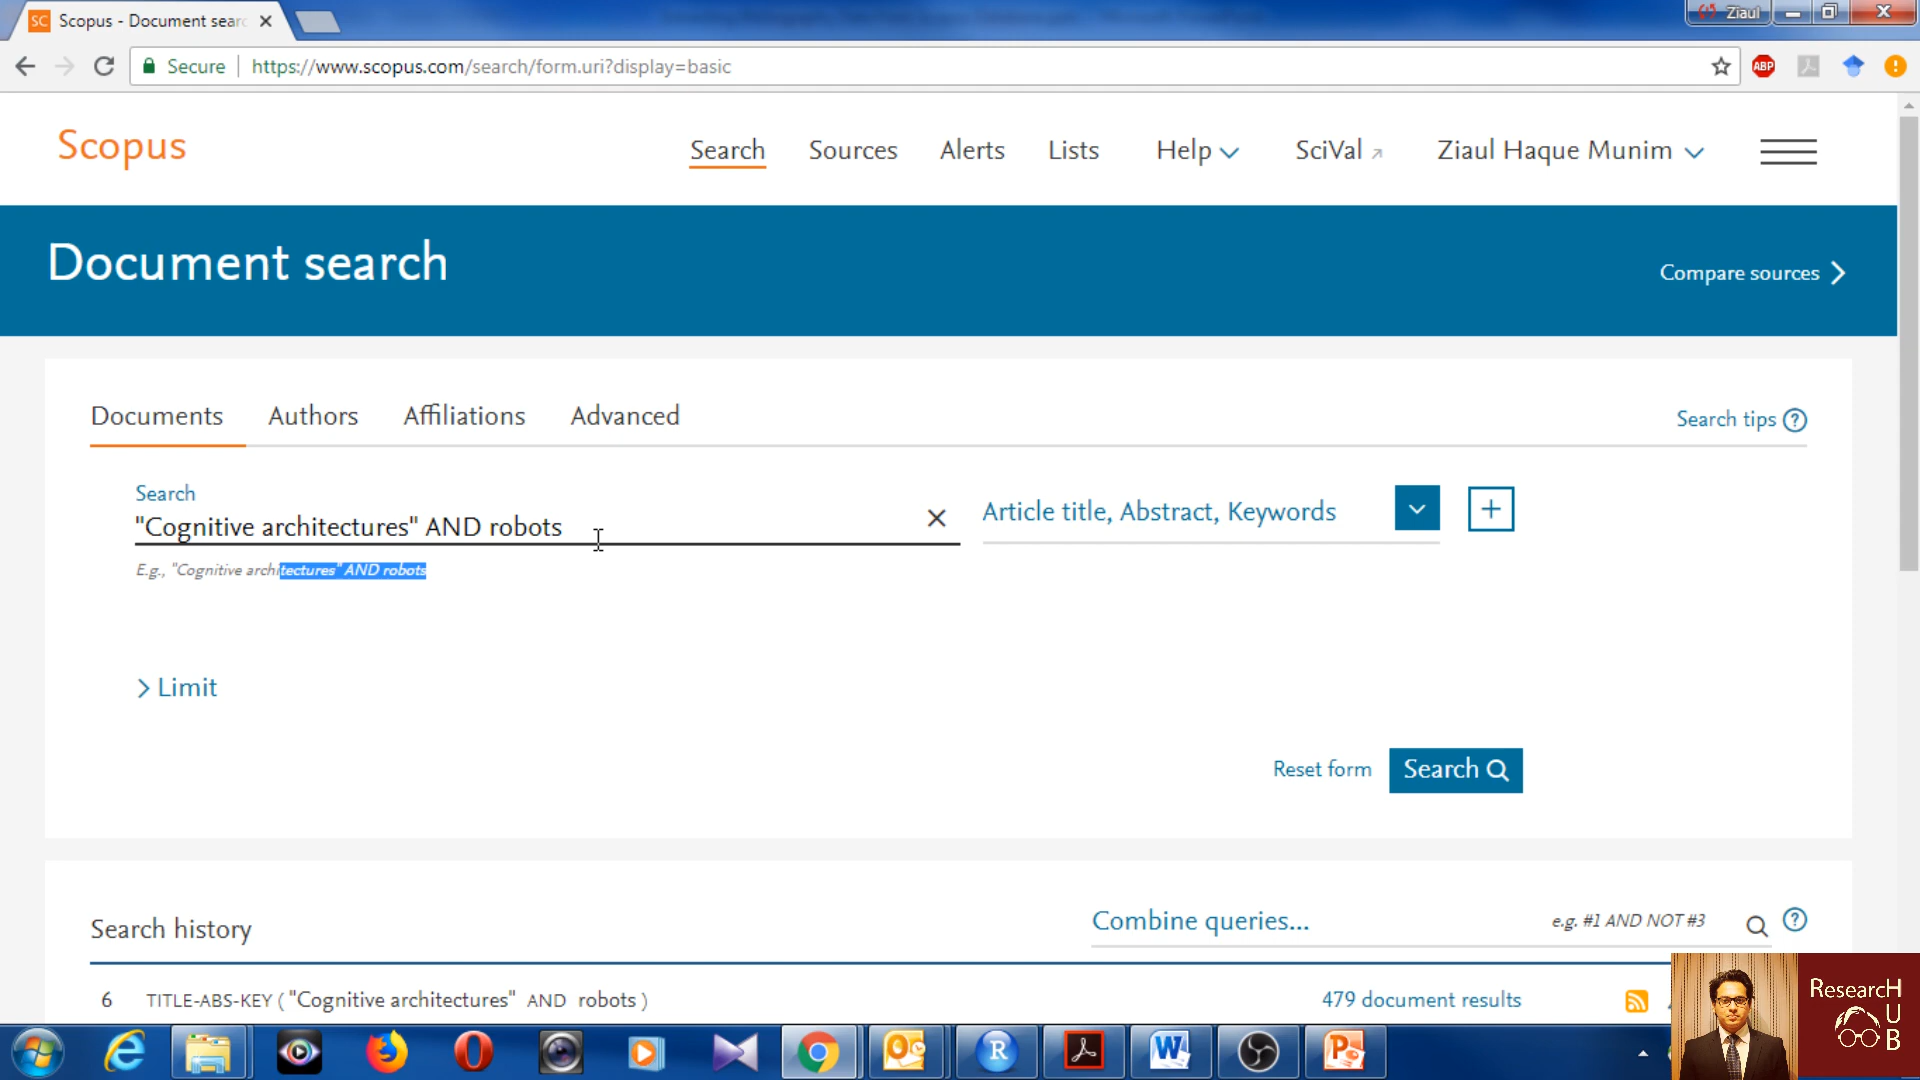 SC Scopus - Document sear
Ziaul
Secure | https://www.scopus.com/search/form.uri?display=basic
ABP
Scopus
Search Sources Alerts Lists Help SciVal Ziaul Haque Munim
Document search
Compare sources
Documents Authors Affiliations Advanced
Search tips ?
Search
"Cognitive architectures" AND robots
Article title, Abstract, Keywords
E.g., "Cognitive architectures" AND robots
Limit
Reset form Search
Search history
Combine queries...
e.g. #1 AND NOT #3
?
6 TITLE-ABS-KEY ( "Cognitive architectures" AND robots )
479 document results
ResearcH
U
B